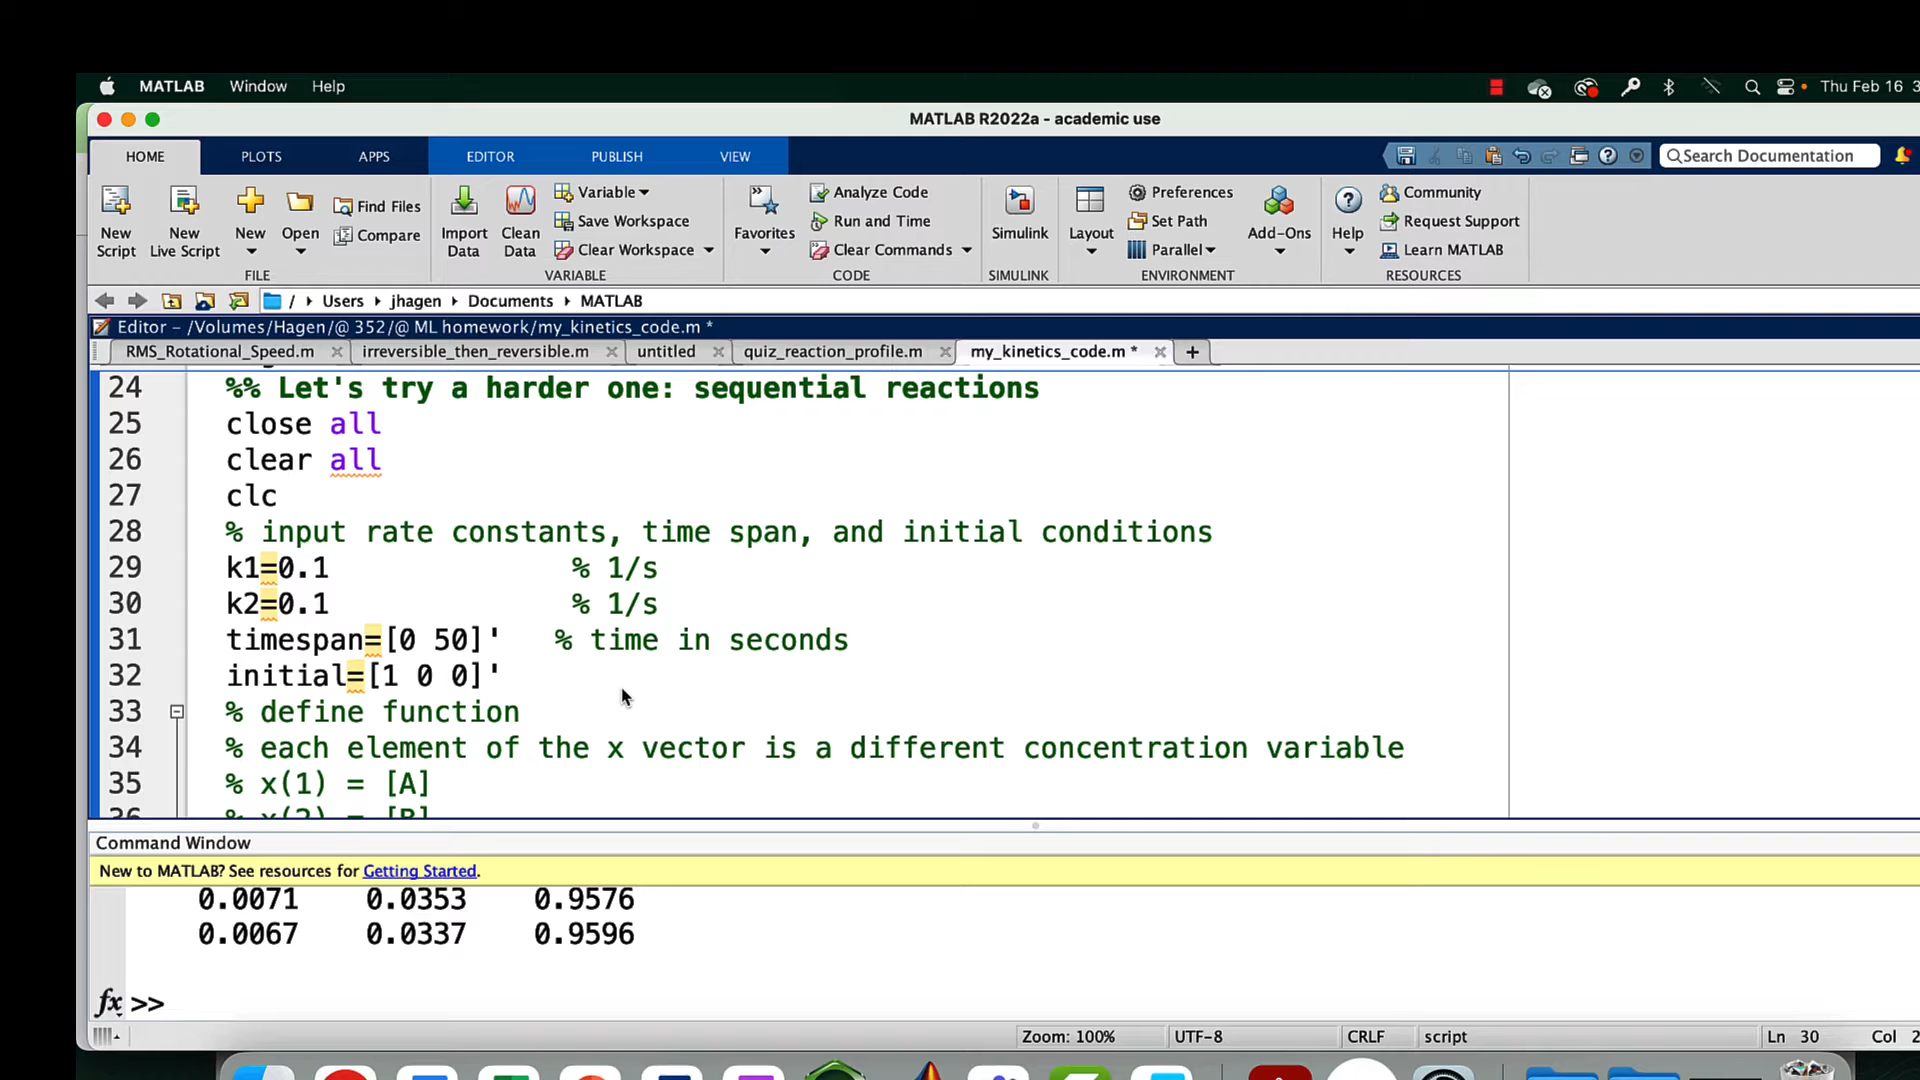 MATLAB Window Help Thu Feb 16
MATLAB R2022a - academic use
HOME PLOTS APPS EDITOR PUBLISH VIEW Search Documentation
New Script New Live Script New Open Find Files Compare
FILE
Import Data Clean Data Variable Save Workspace Clear Workspace
VARIABLE
Favorites Analyze Code Run and Time Clear Commands
CODE
Simulink
SIMULINK
Layout Preferences Set Path Parallel Add-Ons
ENVIRONMENT
Help Community Request Support Learn MATLAB
RESOURCES
/ Users jhagen Documents MATLAB
Editor - /Volumes/Hagen/@ 352/@ ML homework/my_kinetics_code.m *
RMS_Rotational_Speed.m irreversible_then_reversible.m untitled quiz_reaction_profile.m my_kinetics_code.m *
24 %% Let's try a harder one: sequential reactions
25 close all
26 clear all
27 clc
28 % input rate constants, time span, and initial conditions
29 k1=0.1 % 1/s
30 k2=0.1 % 1/s
31 timespan=[0 50]' % time in seconds
32 initial=[1 0 0]'
33 % define function
34 % each element of the x vector is a different concentration variable
35 % x(1) = [A]
36 % x(2) = [B]
Command Window
New to MATLAB? See resources for Getting Started.
0.0071 0.0353 0.9576
0.0067 0.0337 0.9596
fx >>
Zoom: 100% UTF-8 CRLF script Ln 30 Col